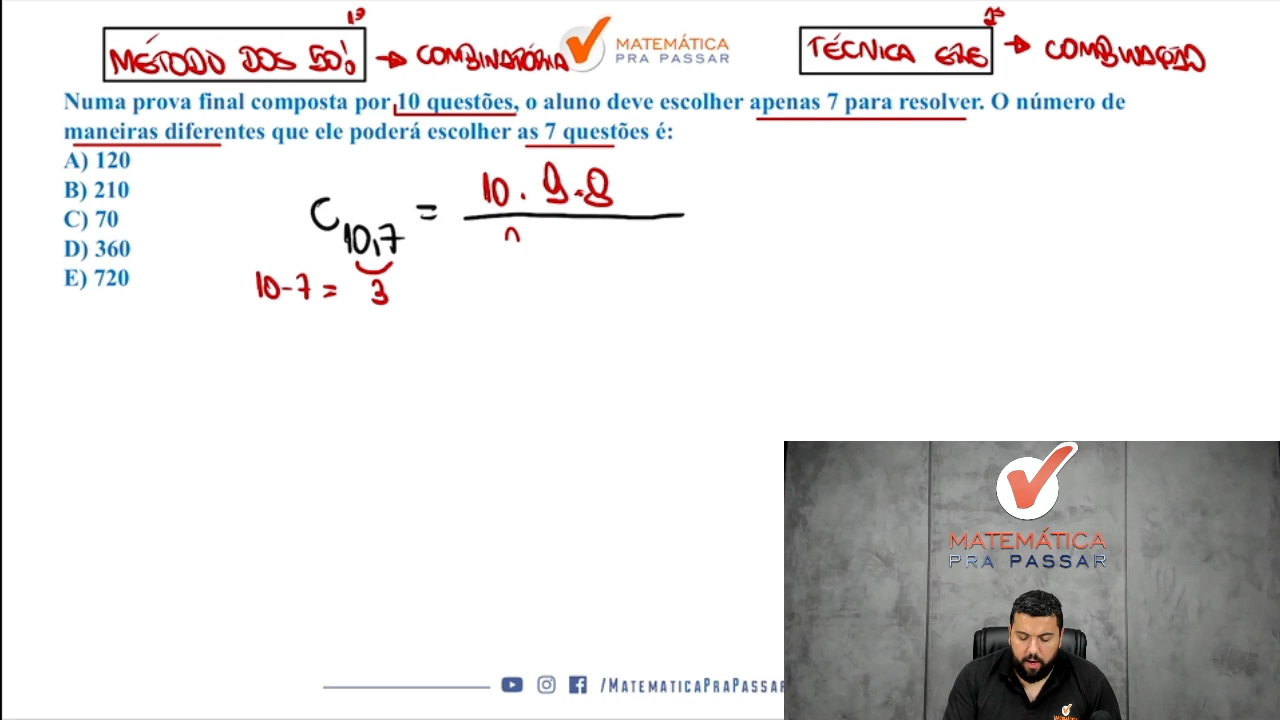 1º
MÉTODO DOS 50! → COMBINATÓRIA
MATEMÁTICA
PRA PASSAR
2º
TÉCNICA → COMBINAÇÃO
Numa prova final composta por 10 questões, o aluno deve escolher apenas 7 para resolver. O número de
maneiras diferentes que ele poderá escolher as 7 questões é:
A) 120
B) 210
C) 70
D) 360
E) 720
C10,7 = 10 . 9 . 8
10-7 = 3
MATEMÁTICA
PRA PASSAR
/MATEMATICAPRAPASSAR